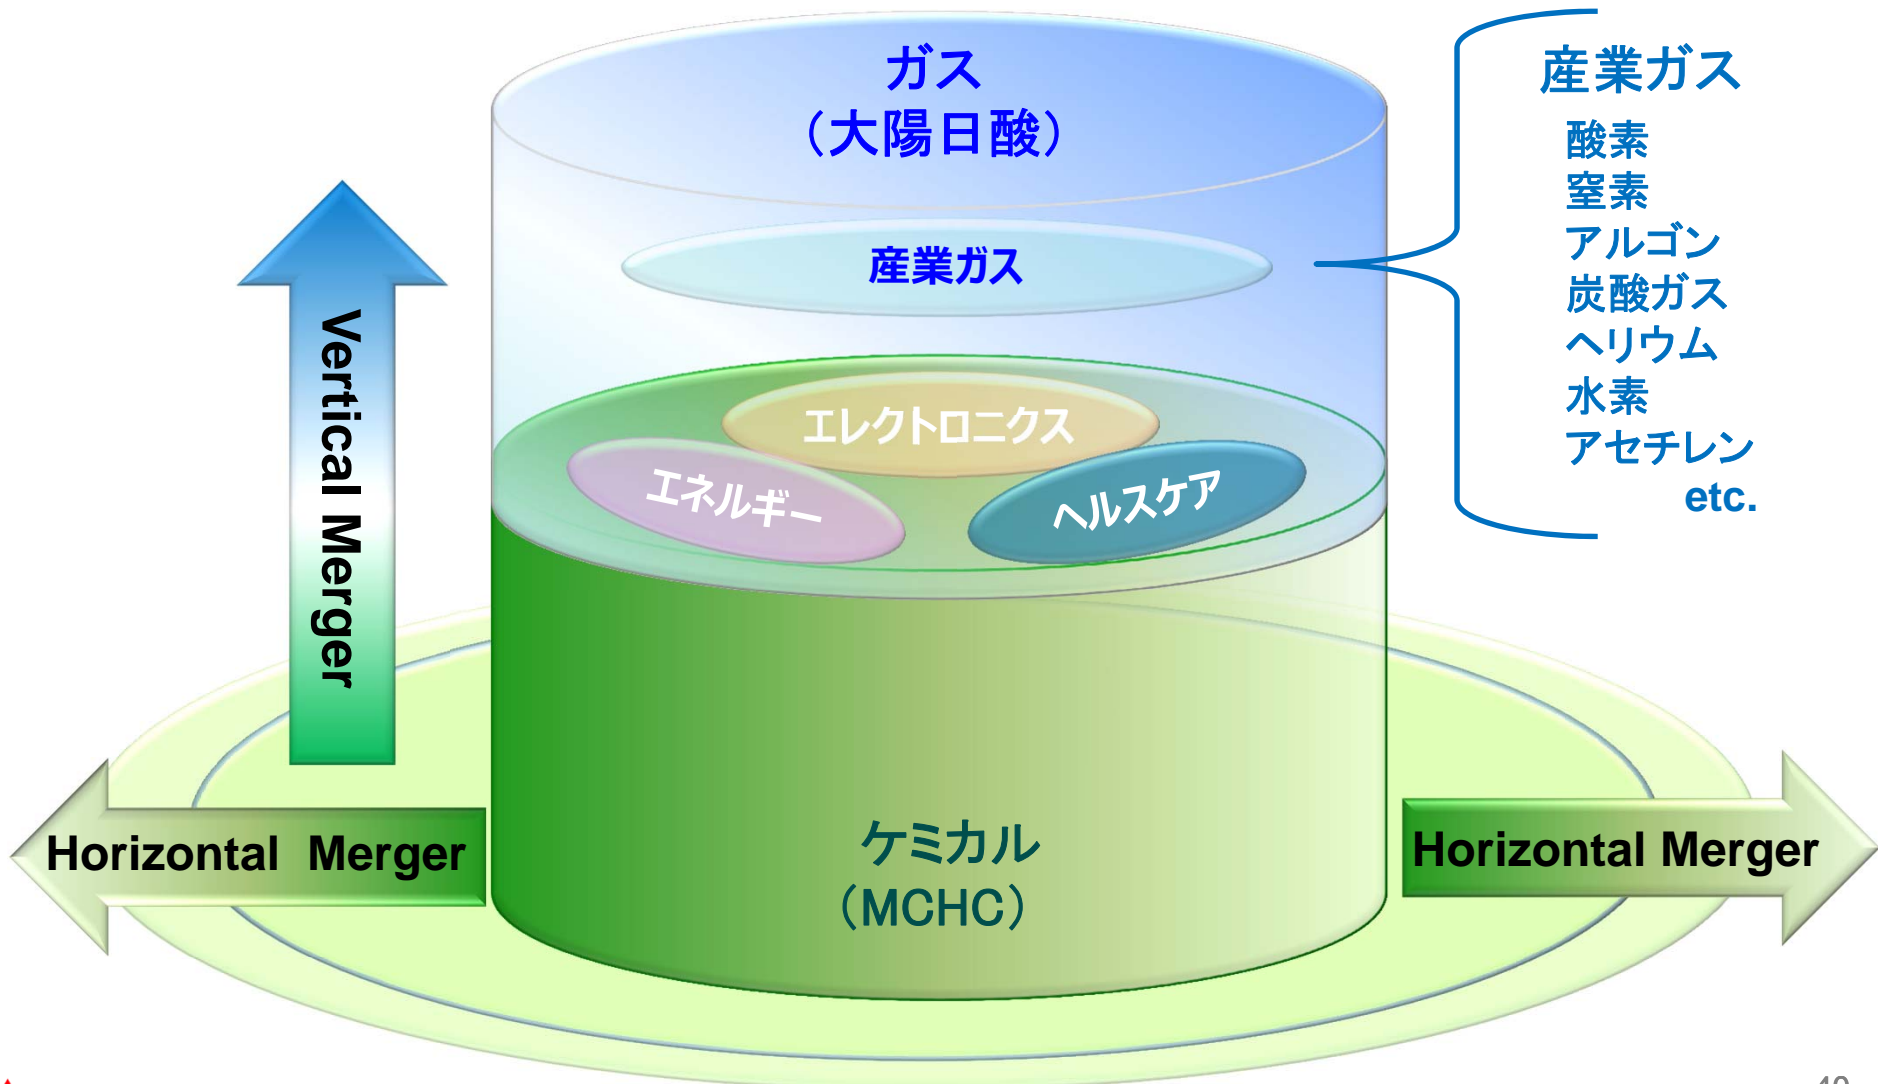 ガス
（大陽日酸）
産業ガス
エレクトロニクス
エネルギー
ヘルスケア
ケミカル
（MCHC）
Vertical Merger
Horizontal Merger
Horizontal Merger
産業ガス
酸素
窒素
アルゴン
炭酸ガス
ヘリウム
水素
アセチレン
etc.